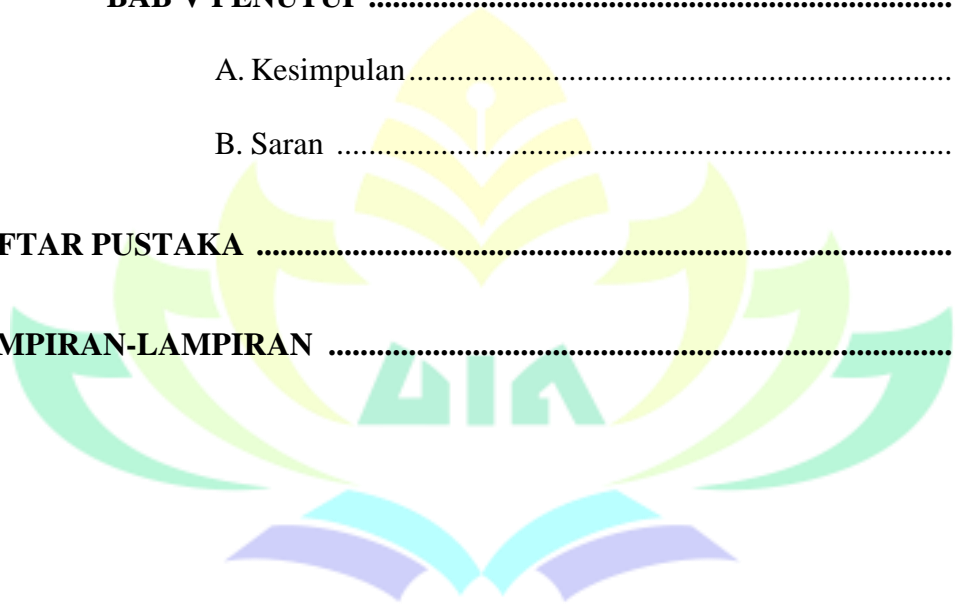 BAB V PENUTUP ........................................................................
A. Kesimpulan...................................................................
B. Saran ............................................................................
FTAR PUSTAKA ......................................................................................
MPIRAN-LAMPIRAN .............................................................................